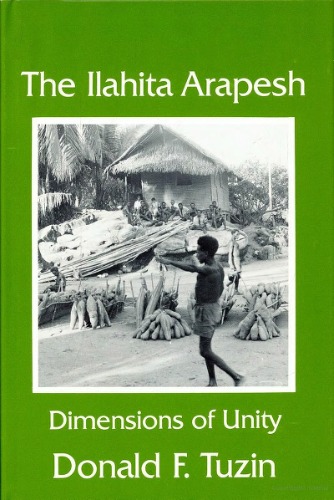 The Ilahita Arapesh
Dimensions of Unity
Donald F. Tuzin